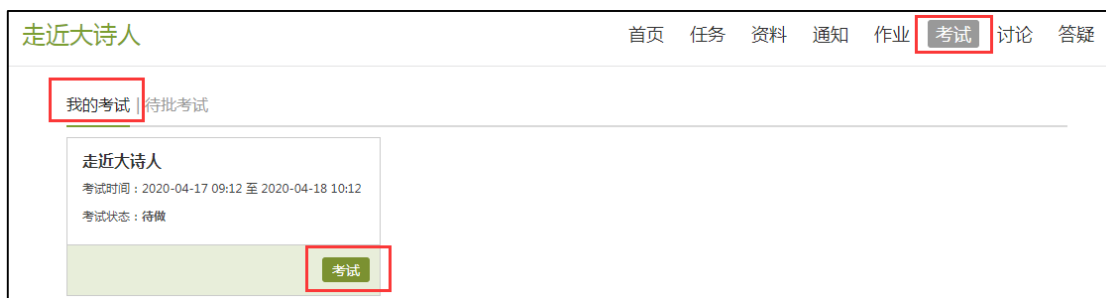 走近大诗人 首页 任务 资料 通知 作业 考试 讨论 答疑
我的考试 | 待批考试
走近大诗人
考试时间：2020-04-17 09:12 至 2020-04-18 10:12
考试状态：待做
考试